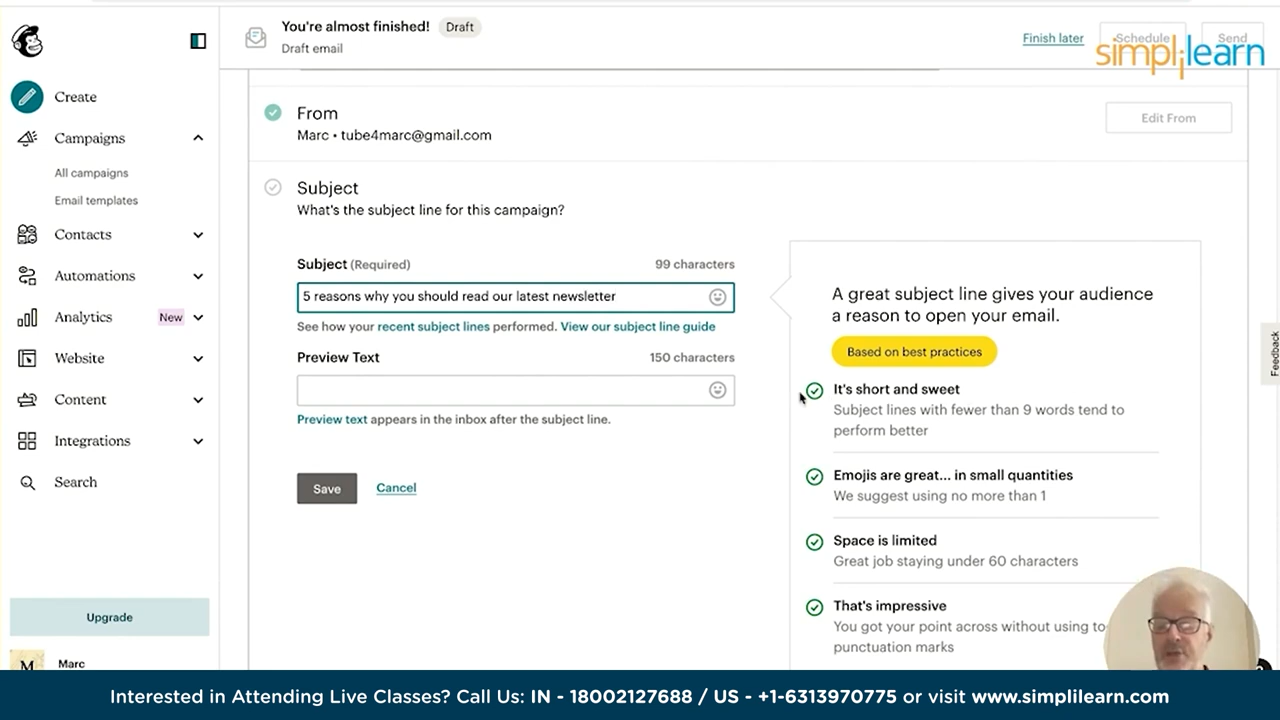 You're almost finished! Draft
Draft email
Finish later
Schedule
Send
simplilearn
Create
Campaigns
All campaigns
Email templates
Contacts
Automations
Analytics New
Website
Content
Integrations
Search
Upgrade
M Marc
From
Marc • tube4marc@gmail.com
Edit From
Subject
What's the subject line for this campaign?
Subject (Required) 99 characters
5 reasons why you should read our latest newsletter
See how your recent subject lines performed. View our subject line guide
Preview Text 150 characters
Preview text appears in the inbox after the subject line.
Save Cancel
A great subject line gives your audience
a reason to open your email.
Based on best practices
It's short and sweet
Subject lines with fewer than 9 words tend to
perform better
Emojis are great... in small quantities
We suggest using no more than 1
Space is limited
Great job staying under 60 characters
That's impressive
You got your point across without using
punctuation marks
Feedback
Interested in Attending Live Classes? Call Us: IN - 18002127688 / US - +1-6313970775 or visit www.simplilearn.com